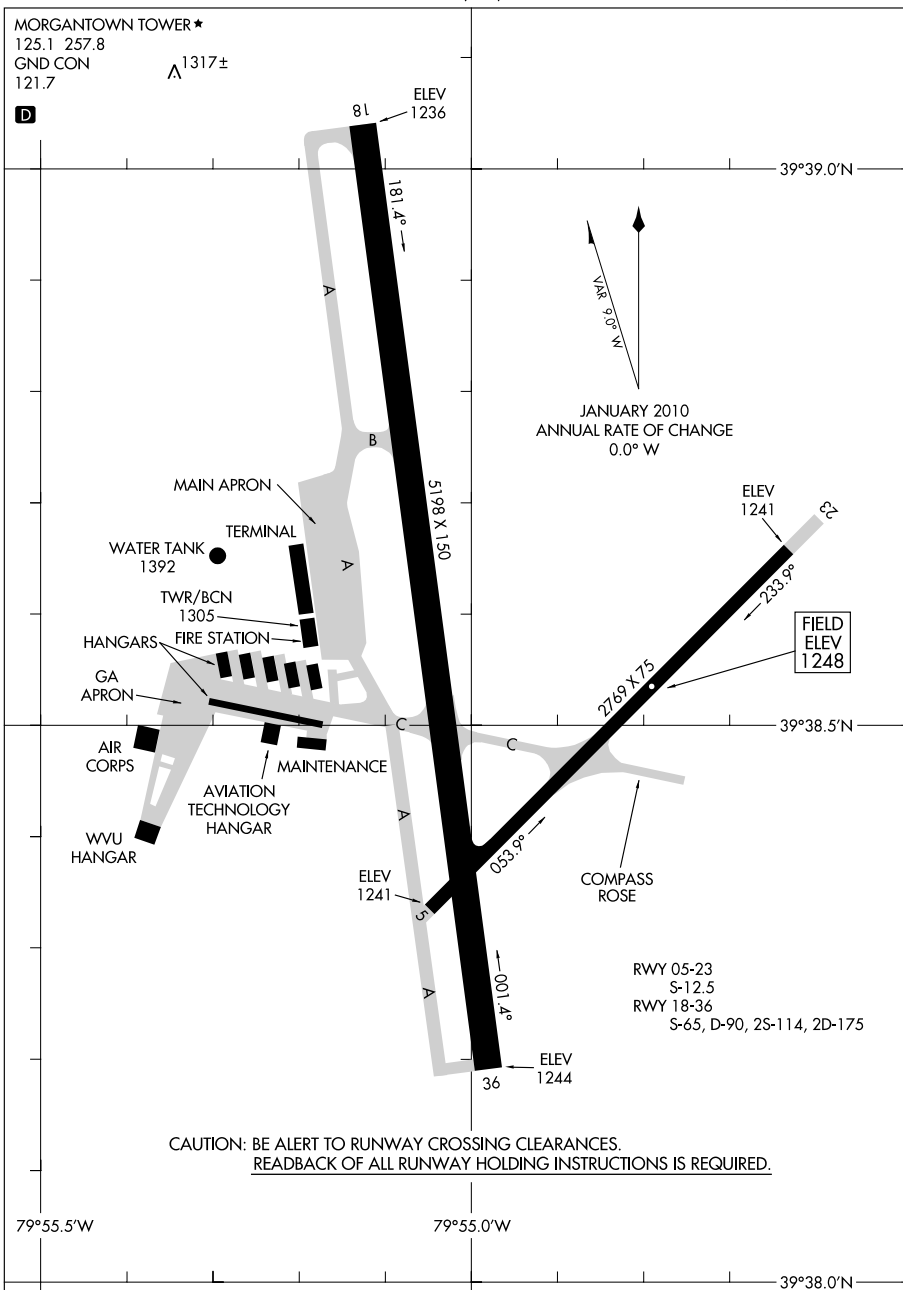 MORGANTOWN TOWER★
125.1 257.8
GND CON
121.7
D
1317±
18
ELEV
1236
181.4°
39°39.0'N
VAR 9.0° W
JANUARY 2010
ANNUAL RATE OF CHANGE
0.0° W
A
B
MAIN APRON
5198 X 150
TERMINAL
WATER TANK
1392
A
TWR/BCN
1305
FIRE STATION
HANGARS
GA
APRON
ELEV
1241
23
233.9°
FIELD
ELEV
1248
2769 X 75
39°38.5'N
C
C
AIR
CORPS
MAINTENANCE
AVIATION
TECHNOLOGY
HANGAR
WVU
HANGAR
A
053.9°
COMPASS
ROSE
ELEV
1241
5
A
001.4°
RWY 05-23
S-12.5
RWY 18-36
S-65, D-90, 2S-114, 2D-175
36
ELEV
1244
CAUTION: BE ALERT TO RUNWAY CROSSING CLEARANCES.
READBACK OF ALL RUNWAY HOLDING INSTRUCTIONS IS REQUIRED.
79°55.5'W
79°55.0'W
39°38.0'N